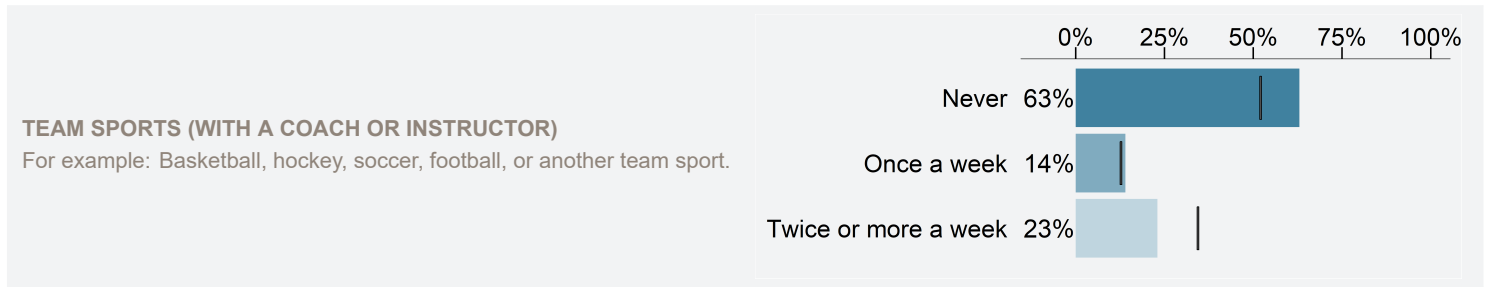 TEAM SPORTS (WITH A COACH OR INSTRUCTOR)
For example: Basketball, hockey, soccer, football, or another team sport.
0% 25% 50% 75% 100%
Never 63%
Once a week 14%
Twice or more a week 23%